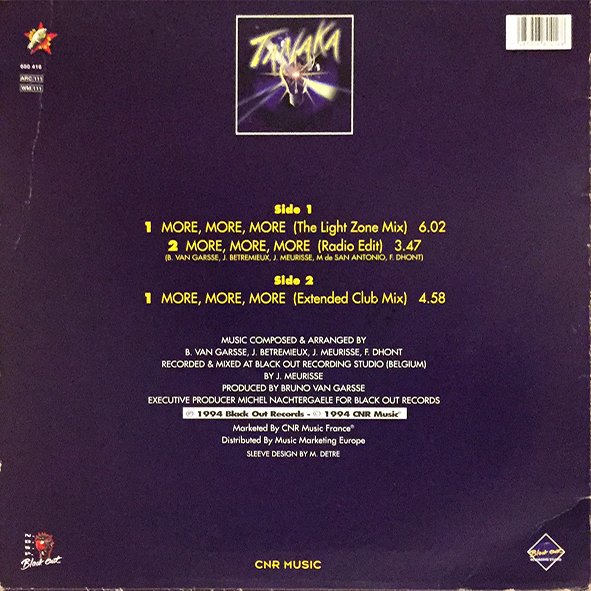 TANAKA
600 416
ARC 111
WM 111
Side 1
1 MORE, MORE, MORE (The Light Zone Mix) 6.02
2 MORE, MORE, MORE (Radio Edit) 3.47
(B. VAN GARSSE, J. BETREMIEUX, J. MEURISSE, M de SAN ANTONIO, F. DHONT)
Side 2
1 MORE, MORE, MORE (Extended Club Mix) 4.58
MUSIC COMPOSED & ARRANGED BY
B. VAN GARSSE, J. BETREMIEUX, J. MEURISSE, F. DHONT
RECORDED & MIXED AT BLACK OUT RECORDING STUDIO (BELGIUM)
BY J. MEURISSE
PRODUCED BY BRUNO VAN GARSSE
EXECUTIVE PRODUCER MICHEL NACHTERGAELE FOR BLACK OUT RECORDS
℗ 1994 Black Out Records - © 1994 CNR Music®
Marketed By CNR Music France®
Distributed By Music Marketing Europe
SLEEVE DESIGN BY M. DETRE
Black Out
CNR MUSIC
Black Out